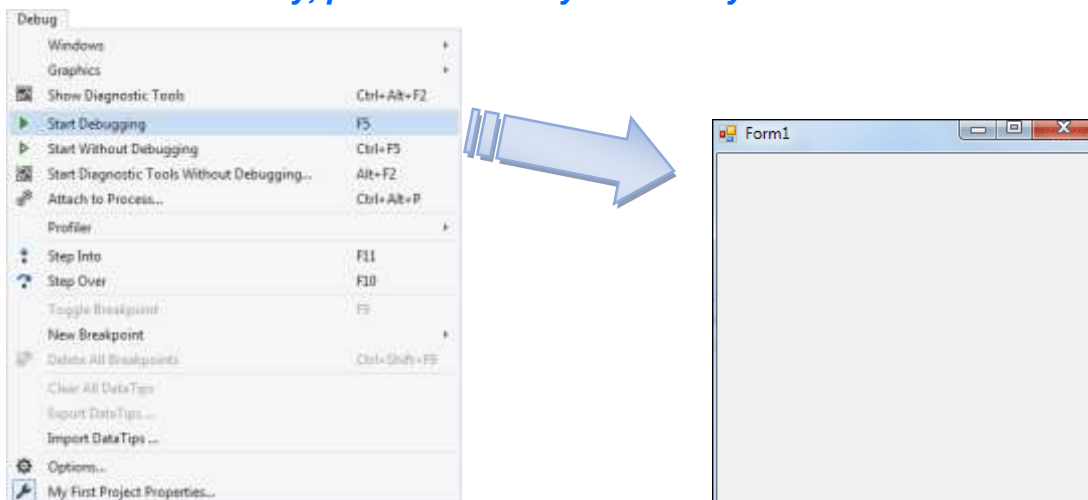 Debug
Windows
Graphics
Show Diagnostic Tools Ctrl+Alt+F2
Start Debugging F5
Start Without Debugging Ctrl+F5
Start Diagnostic Tools Without Debugging... Alt+F2
Attach to Process... Ctrl+Alt+P
Profiler
Step Into F11
Step Over F10
Toggle Breakpoint F9
New Breakpoint
Delete All Breakpoints Ctrl+Shift+F9
Clear All DataTips
Export DataTips ...
Import DataTips ...
Options...
My First Project Properties...
Form1